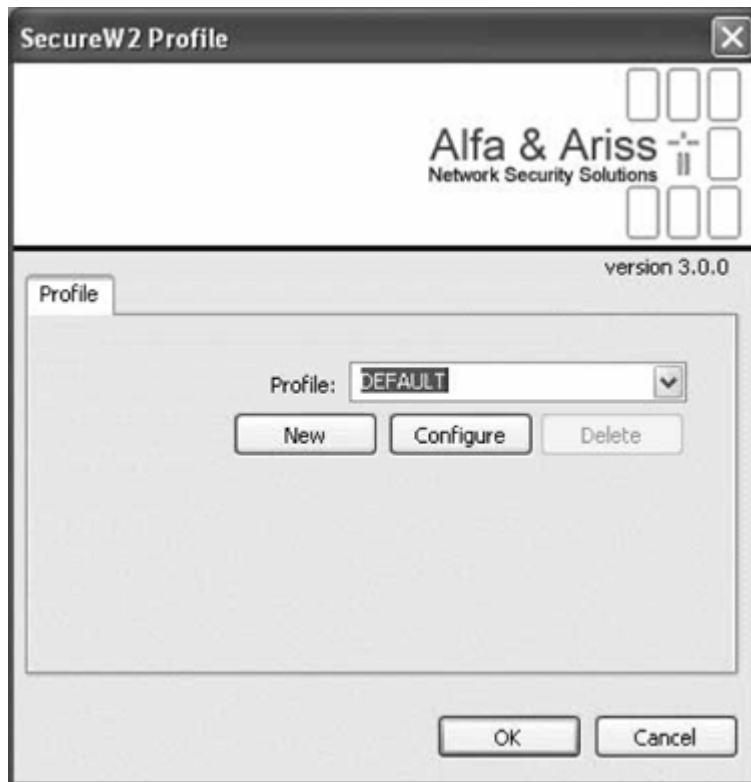 SecureW2 Profile
Alfa & Ariss
Network Security Solutions
version 3.0.0
Profile
Profile: DEFAULT
New Configure Delete
OK Cancel